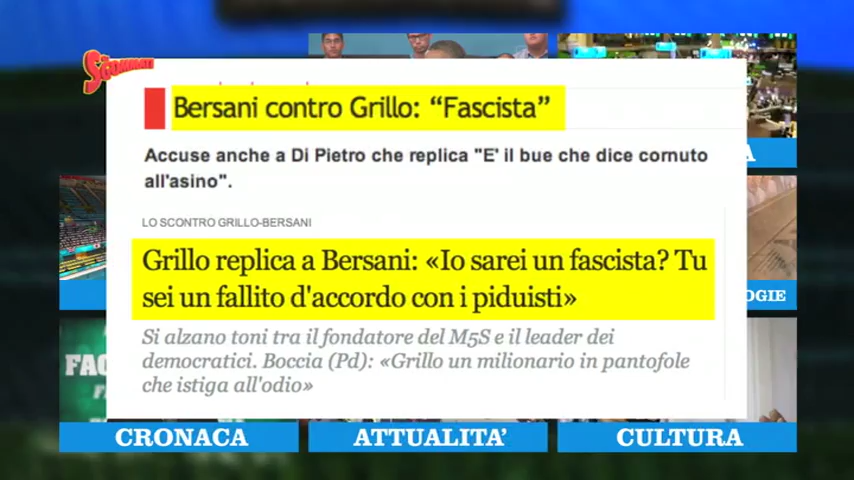 Sgommati
Bersani contro Grillo: “Fascista”
Accuse anche a Di Pietro che replica "E' il bue che dice cornuto
all'asino".
LO SCONTRO GRILLO-BERSANI
Grillo replica a Bersani: «Io sarei un fascista? Tu
sei un fallito d'accordo con i piduisti»
Si alzano toni tra il fondatore del M5S e il leader dei
democratici. Boccia (Pd): «Grillo un milionario in pantofole
che istiga all'odio»
A
OGIE
FAC
CRONACA
ATTUALITA’
CULTURA